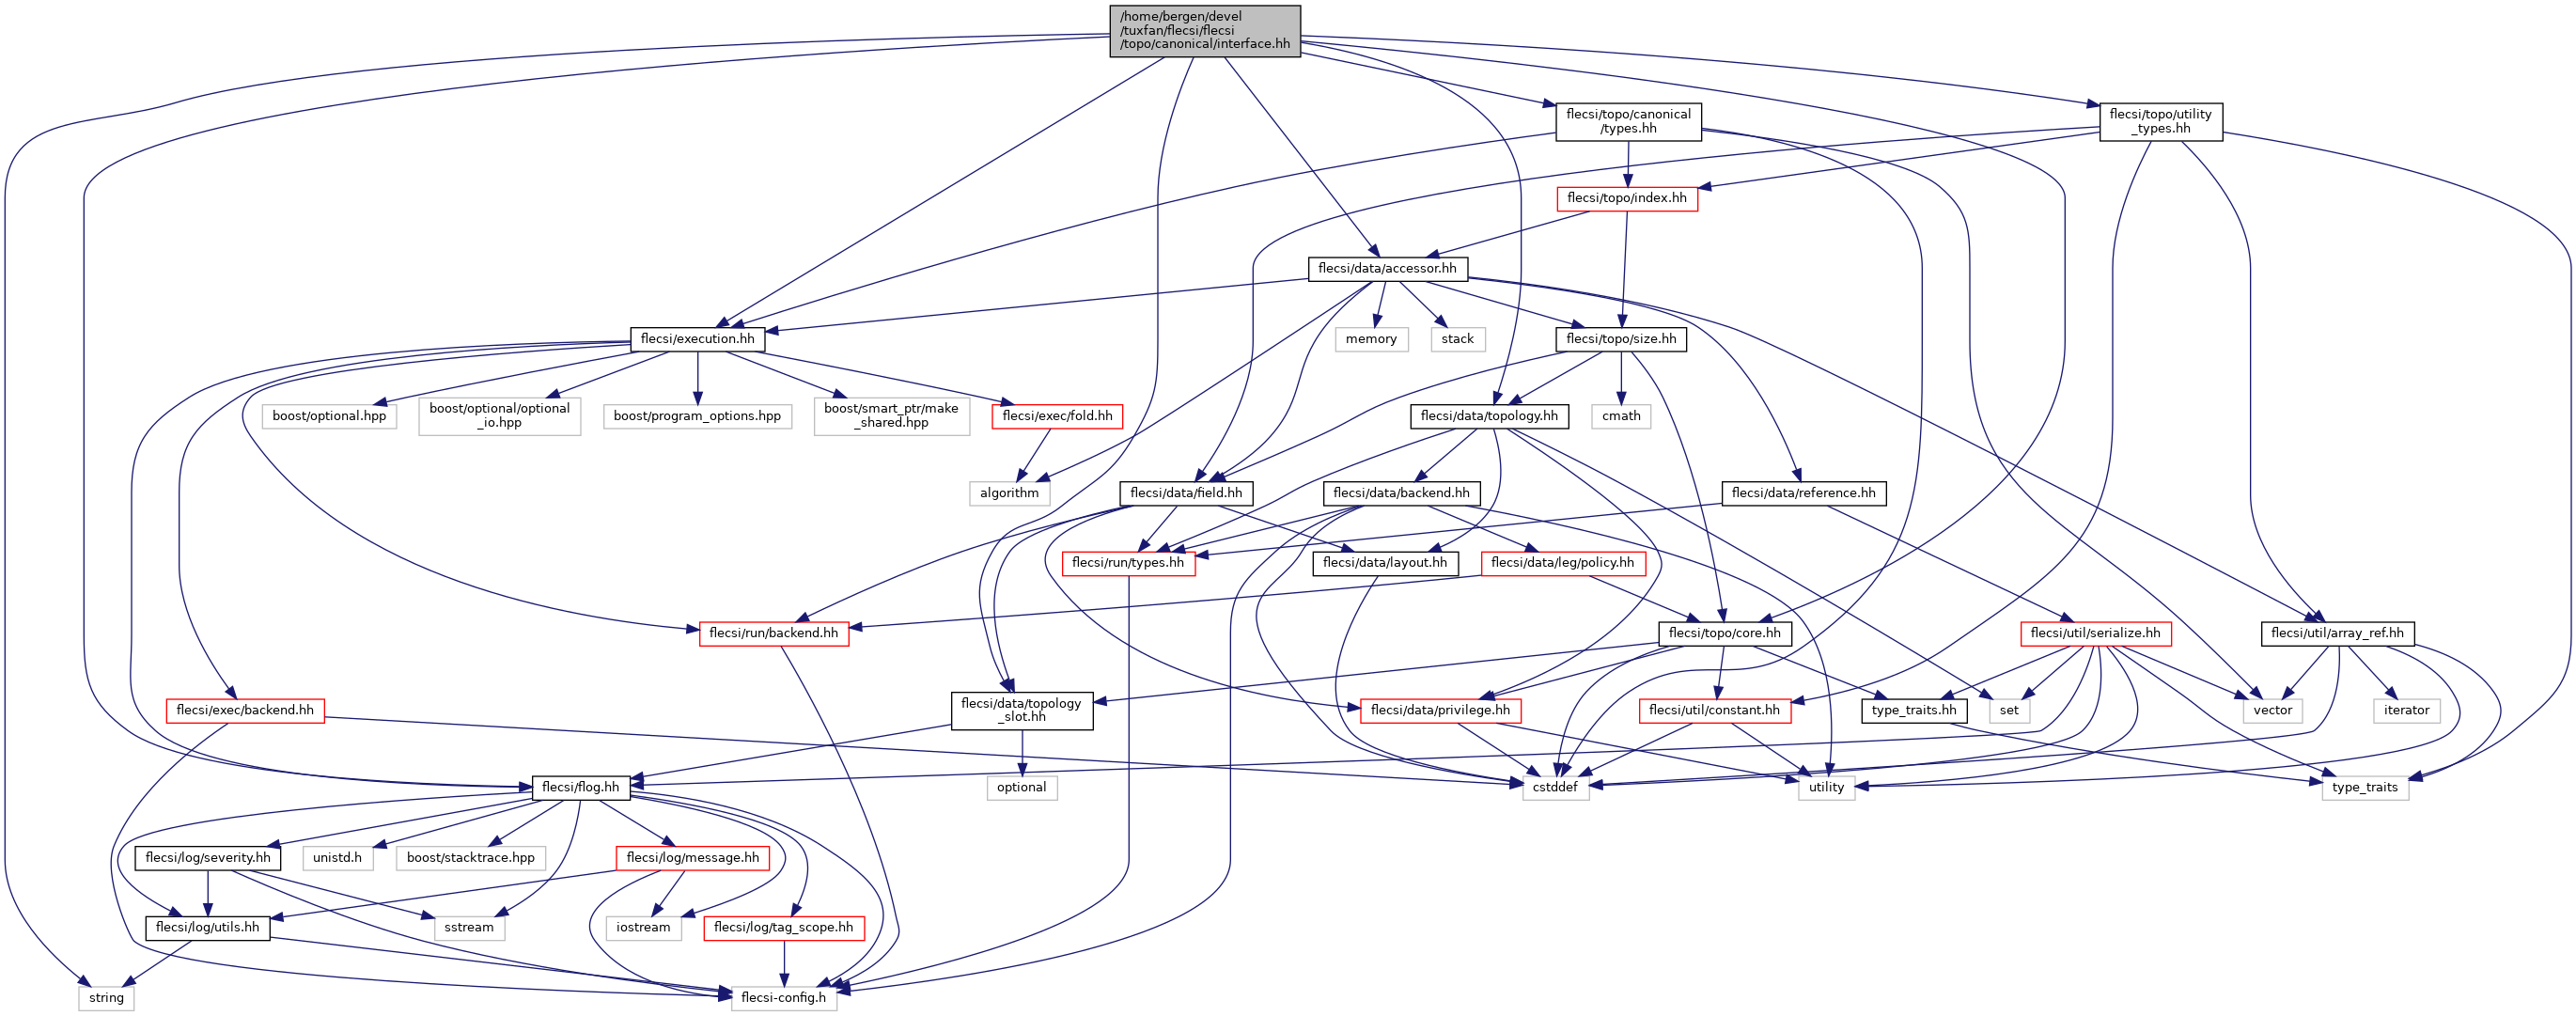 /home/bergen/devel
/tuxfan/flecsi/flecsi
/topo/canonical/interface.hh
flecsi/topo/canonical
/types.hh
flecsi/topo/utility
_types.hh
flecsi/topo/index.hh
flecsi/data/accessor.hh
flecsi/execution.hh
memory
stack
flecsi/topo/size.hh
boost/optional.hpp
boost/optional/optional
_io.hpp
boost/program_options.hpp
boost/smart_ptr/make
_shared.hpp
flecsi/exec/fold.hh
flecsi/data/topology.hh
cmath
algorithm
flecsi/data/field.hh
flecsi/data/backend.hh
flecsi/data/reference.hh
flecsi/run/types.hh
flecsi/data/layout.hh
flecsi/data/leg/policy.hh
flecsi/run/backend.hh
flecsi/topo/core.hh
flecsi/util/serialize.hh
flecsi/util/array_ref.hh
flecsi/exec/backend.hh
flecsi/data/topology
_slot.hh
flecsi/data/privilege.hh
flecsi/util/constant.hh
type_traits.hh
set
vector
iterator
flecsi/flog.hh
optional
cstddef
utility
type_traits
flecsi/log/severity.hh
unistd.h
boost/stacktrace.hpp
flecsi/log/message.hh
flecsi/log/utils.hh
sstream
iostream
flecsi/log/tag_scope.hh
string
flecsi-config.h